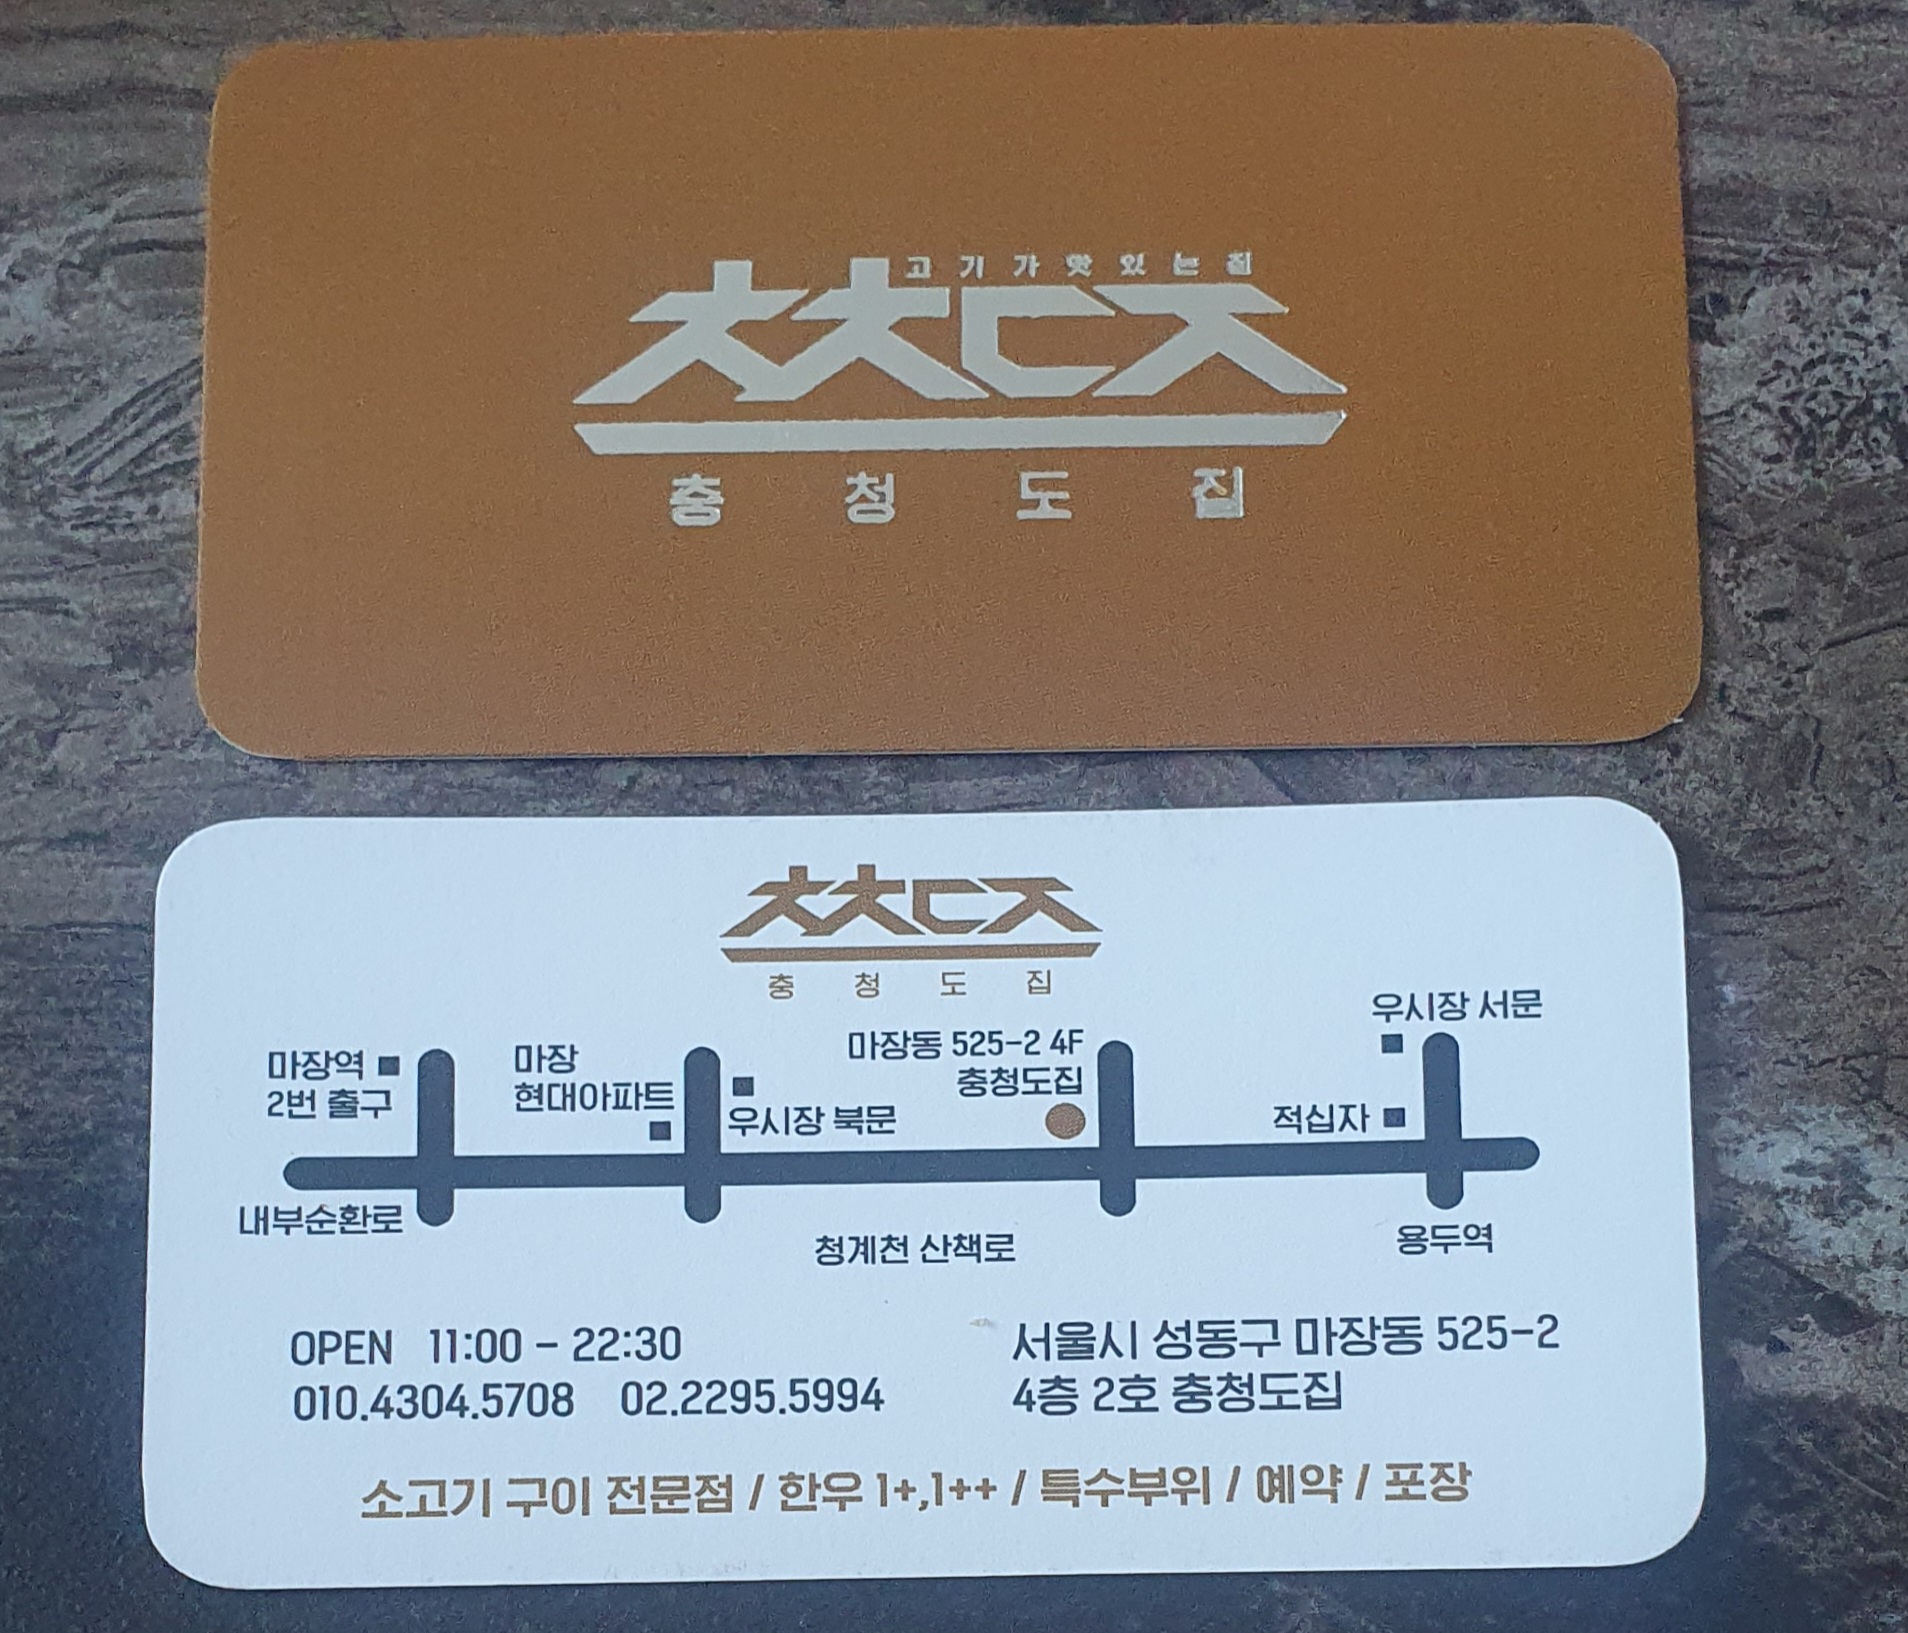 고기가 맛있는 집
ㅊㅊㄷㅈ
충청도집
ㅊㅊㄷㅈ
충청도집
우시장 서문
마장역
2번 출구
마장
현대아파트
우시장 북문
마장동 525-2 4F
충청도집
적십자
내부순환로
청계천 산책로
용두역
OPEN 11:00 - 22:30
010.4304.5708 02.2295.5994
서울시 성동구 마장동 525-2
4층 2호 충청도집
소고기 구이 전문점 / 한우 1+,1++ / 특수부위 / 예약 / 포장